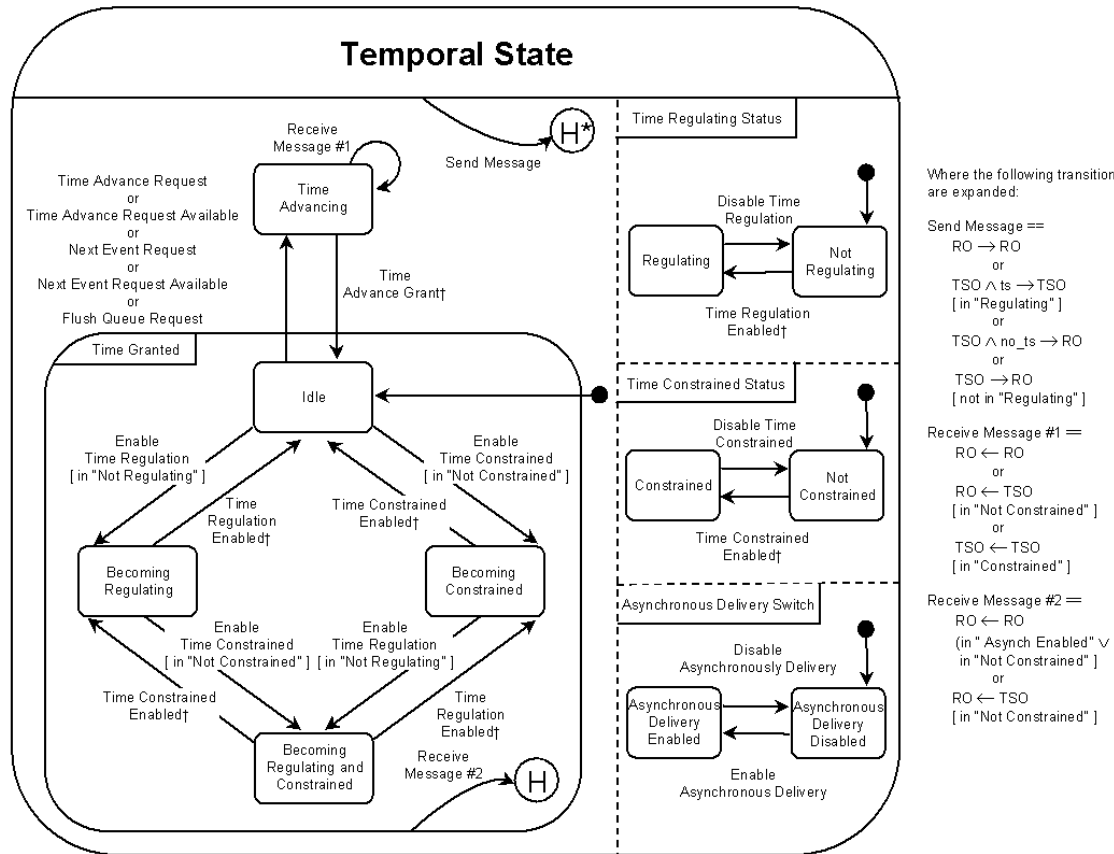 Temporal State
Receive
Message #1
H*
Send Message
Time
Advancing
Time Advance Request
or
Time Advance Request Available
or
Next Event Request
or
Next Event Request Available
or
Flush Queue Request
Time
Advance Grant†
Time Granted
Idle
Enable
Time Regulation
[ in "Not Regulating" ]
Enable
Time Constrained
[ in "Not Constrained" ]
Time
Regulation
Enabled†
Time Constrained
Enabled†
Becoming
Regulating
Becoming
Constrained
Enable
Time Constrained
[ in "Not Constrained" ]
Enable
Time Regulation
[ in "Not Regulating" ]
Time Constrained
Enabled†
Time
Regulation
Enabled†
Becoming
Regulating and
Constrained
Receive
Message #2
H
Time Regulating Status
Disable Time
Regulation
Regulating
Not
Regulating
Time Regulation
Enabled†
Time Constrained Status
Disable Time
Constrained
Constrained
Not
Constrained
Time Constrained
Enabled†
Asynchronous Delivery Switch
Disable
Asynchronously Delivery
Asynchronous
Delivery
Enabled
Asynchronous
Delivery
Disabled
Enable
Asynchronous Delivery
Where the following transition
are expanded:
Send Message ==
RO → RO
or
TSO ∧ ts → TSO
[ in "Regulating" ]
or
TSO ∧ no_ts → RO
or
TSO → RO
[ not in "Regulating" ]
Receive Message #1 ==
RO ← RO
or
RO ← TSO
[ in "Not Constrained" ]
or
TSO ← TSO
[ in "Constrained" ]
Receive Message #2 ==
RO ← RO
(in " Asynch Enabled" ∨
in "Not Constrained" ]
or
RO ← TSO
[ in "Not Constrained" ]